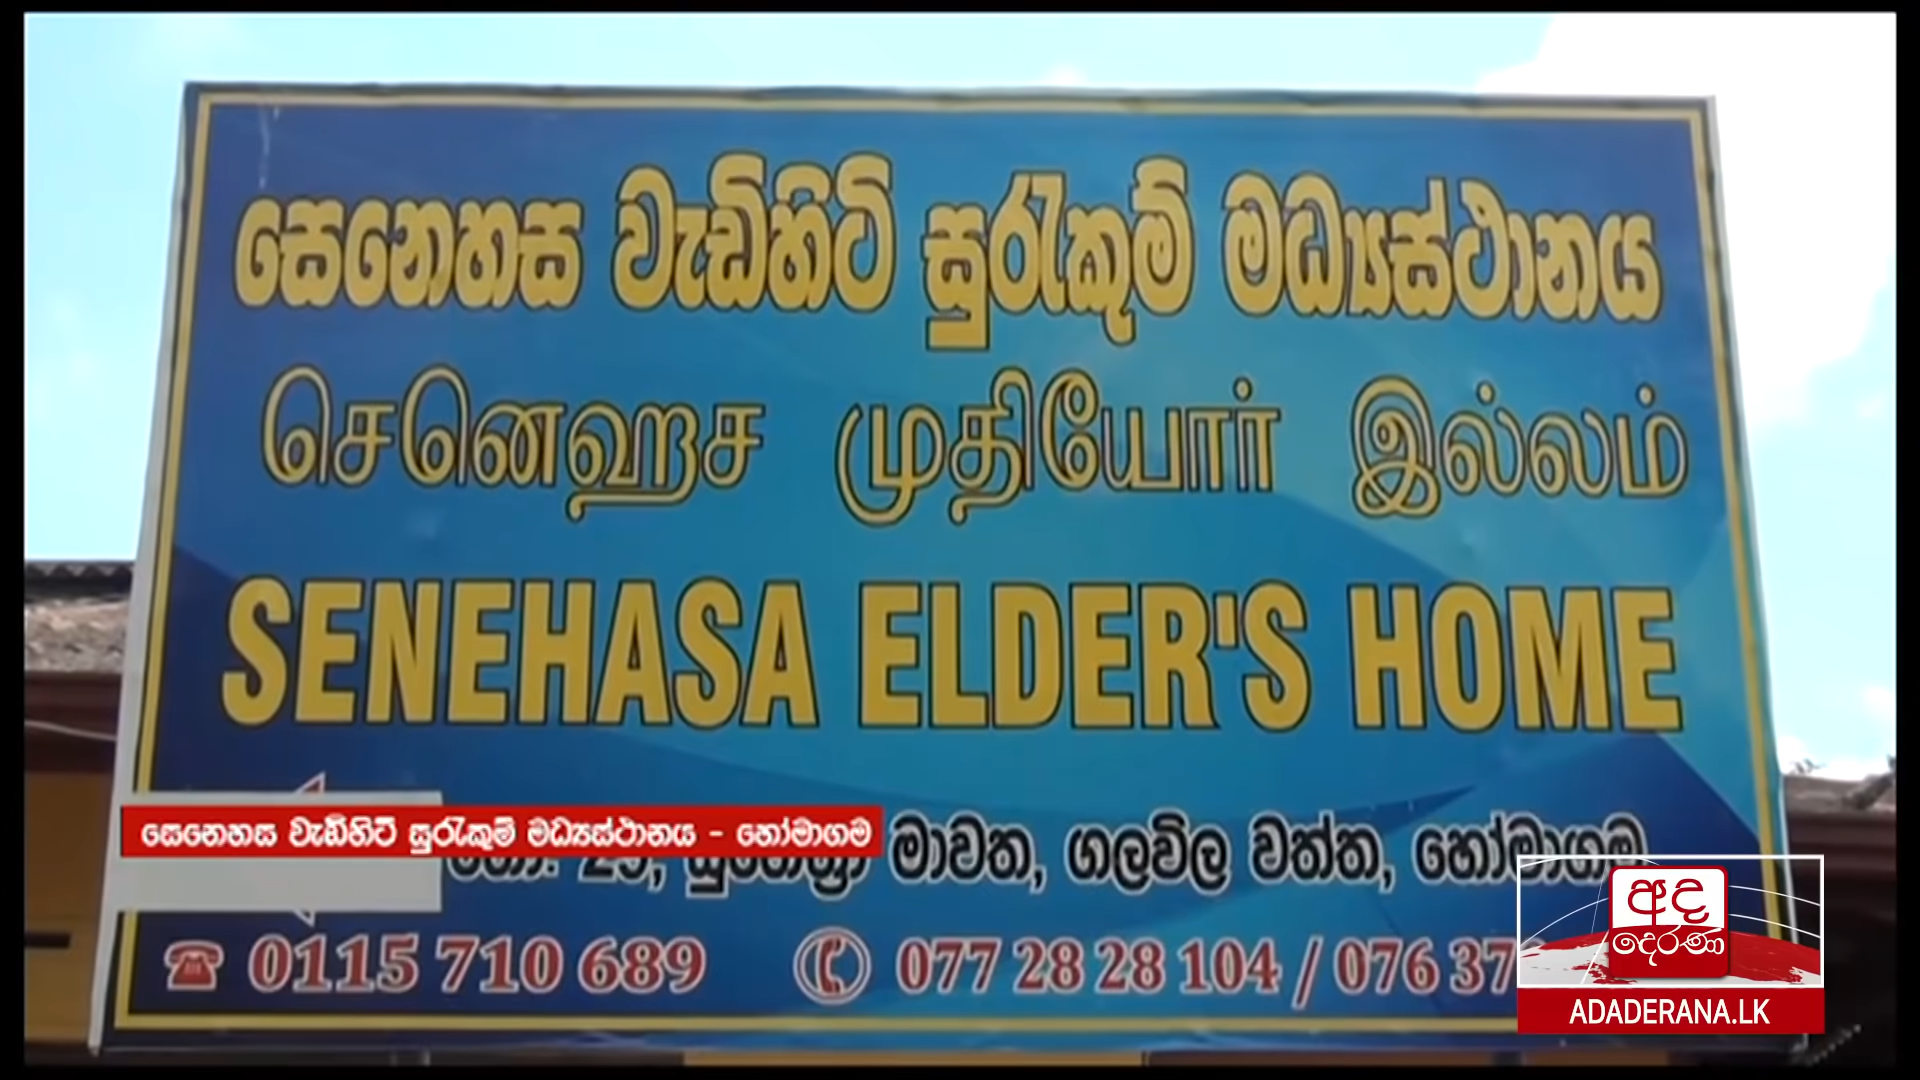 සෙනෙහස වැඩිහිටි සුරැකුම් මධ්‍යස්ථානය
செனெஹச முதியோர் இல்லம்
SENEHASA ELDER'S HOME
සෙනෙහස වැඩිහිටි සුරැකුම් මධ්‍යස්ථානය - හෝමාගම
මාවත, ගලවිල වත්ත, හෝමාගම
0115 710 689 077 28 28 104 / 076 37
අද
දෙරණ
ADADERANA.LK